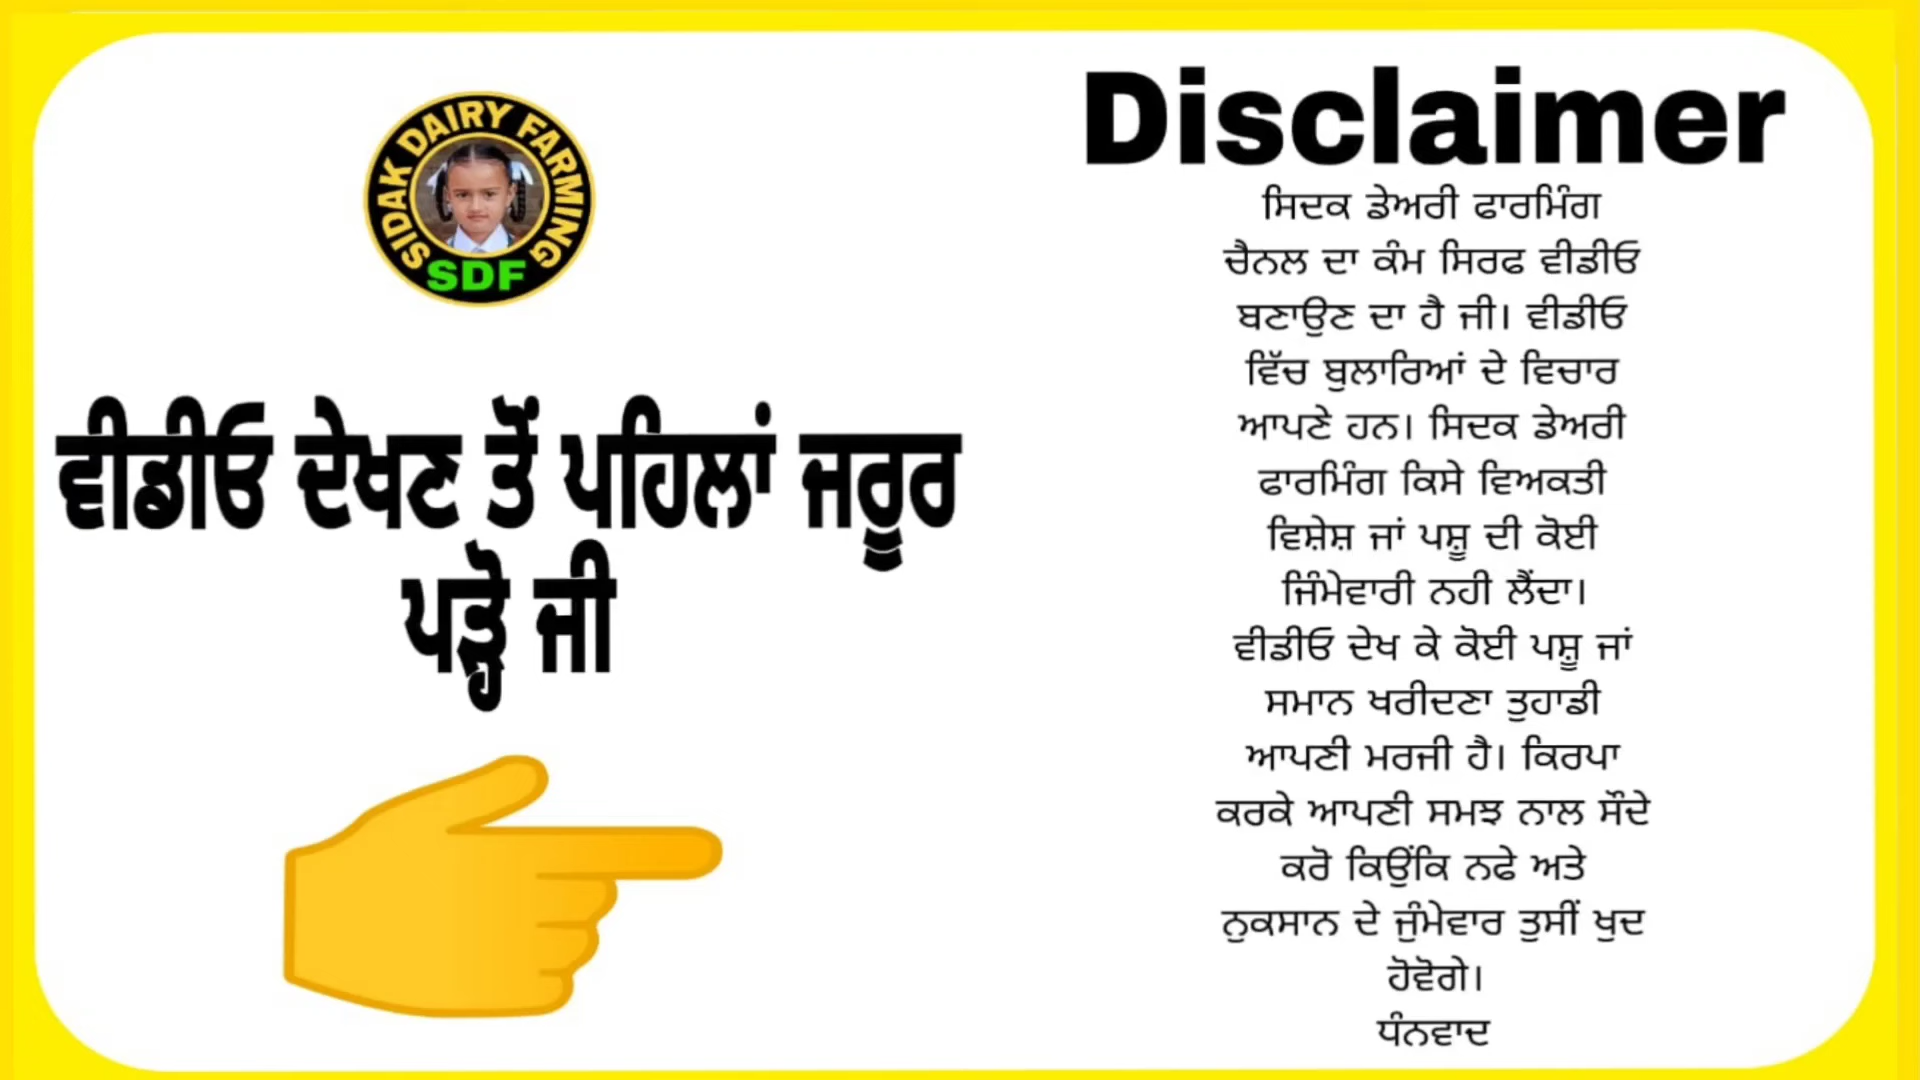 SIDAK DAIRY FARMING
SDF
ਵੀਡੀਓ ਦੇਖਣ ਤੋਂ ਪਹਿਲਾਂ ਜਰੂਰ
ਪੜ੍ਹੋ ਜੀ
Disclaimer
ਸਿਦਕ ਡੇਅਰੀ ਫਾਰਮਿੰਗ
ਚੈਨਲ ਦਾ ਕੰਮ ਸਿਰਫ ਵੀਡੀਓ
ਬਣਾਉਣ ਦਾ ਹੈ ਜੀ। ਵੀਡੀਓ
ਵਿੱਚ ਬੁਲਾਰਿਆਂ ਦੇ ਵਿਚਾਰ
ਆਪਣੇ ਹਨ। ਸਿਦਕ ਡੇਅਰੀ
ਫਾਰਮਿੰਗ ਕਿਸੇ ਵਿਅਕਤੀ
ਵਿਸ਼ੇਸ਼ ਜਾਂ ਪਸ਼ੂ ਦੀ ਕੋਈ
ਜਿੰਮੇਵਾਰੀ ਨਹੀ ਲੈਂਦਾ।
ਵੀਡੀਓ ਦੇਖ ਕੇ ਕੋਈ ਪਸ਼ੂ ਜਾਂ
ਸਮਾਨ ਖਰੀਦਣਾ ਤੁਹਾਡੀ
ਆਪਣੀ ਮਰਜੀ ਹੈ। ਕਿਰਪਾ
ਕਰਕੇ ਆਪਣੀ ਸਮਝ ਨਾਲ ਸੌਦੇ
ਕਰੋ ਕਿਉਂਕਿ ਨਫੇ ਅਤੇ
ਨੁਕਸਾਨ ਦੇ ਜੁੰਮੇਵਾਰ ਤੁਸੀਂ ਖੁਦ
ਹੋਵੋਗੇ।
ਧੰਨਵਾਦ